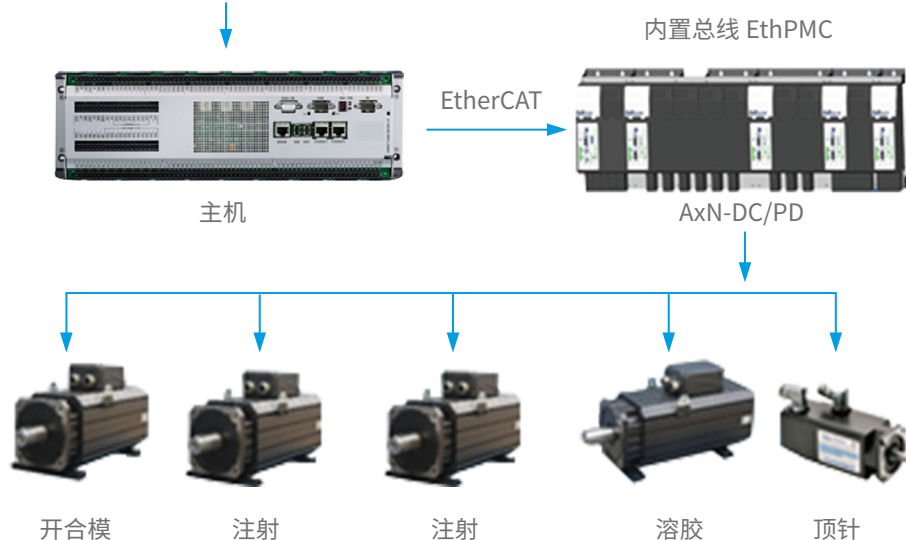 内置总线 EthPMC
EtherCAT
主机
AxN-DC/PD
开合模
注射
注射
溶胶
顶针